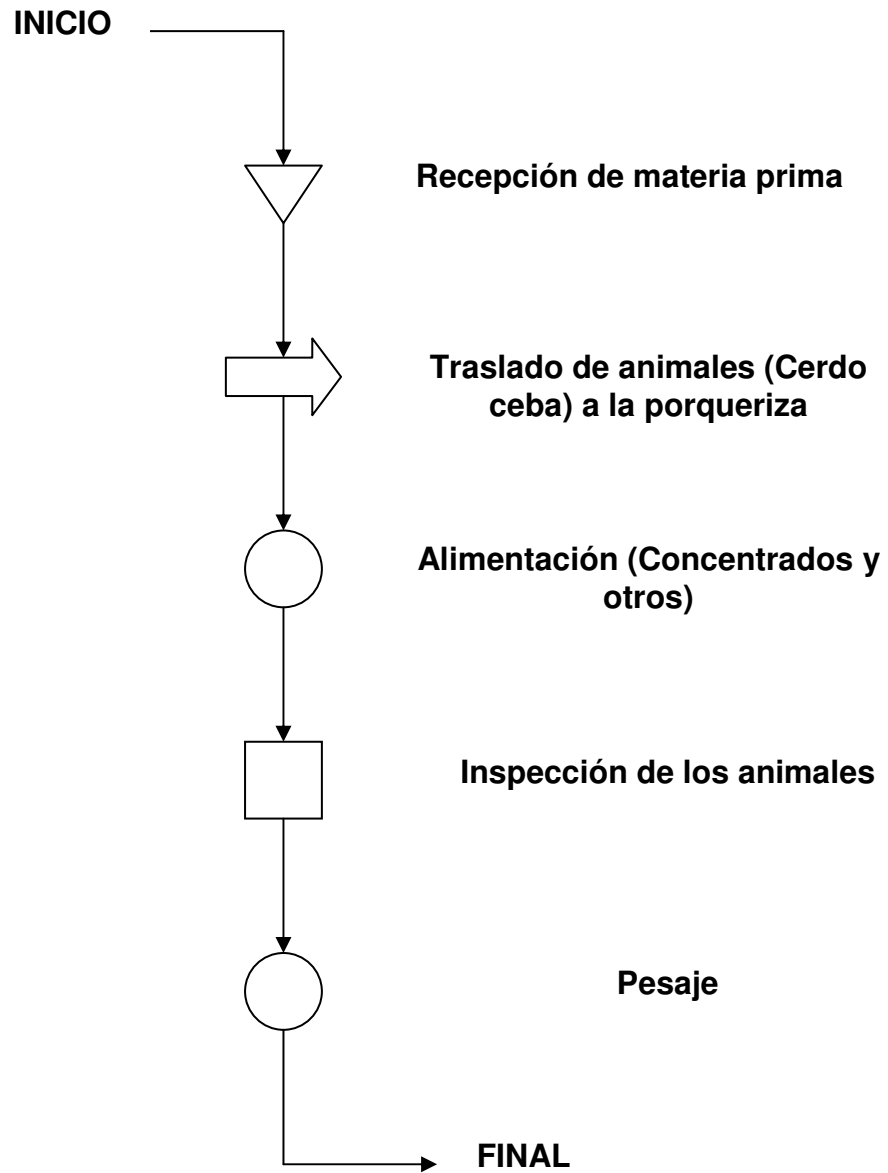 INICIO
Recepción de materia prima
Traslado de animales (Cerdo
ceba) a la porqueriza
Alimentación (Concentrados y
otros)
Inspección de los animales
Pesaje
FINAL